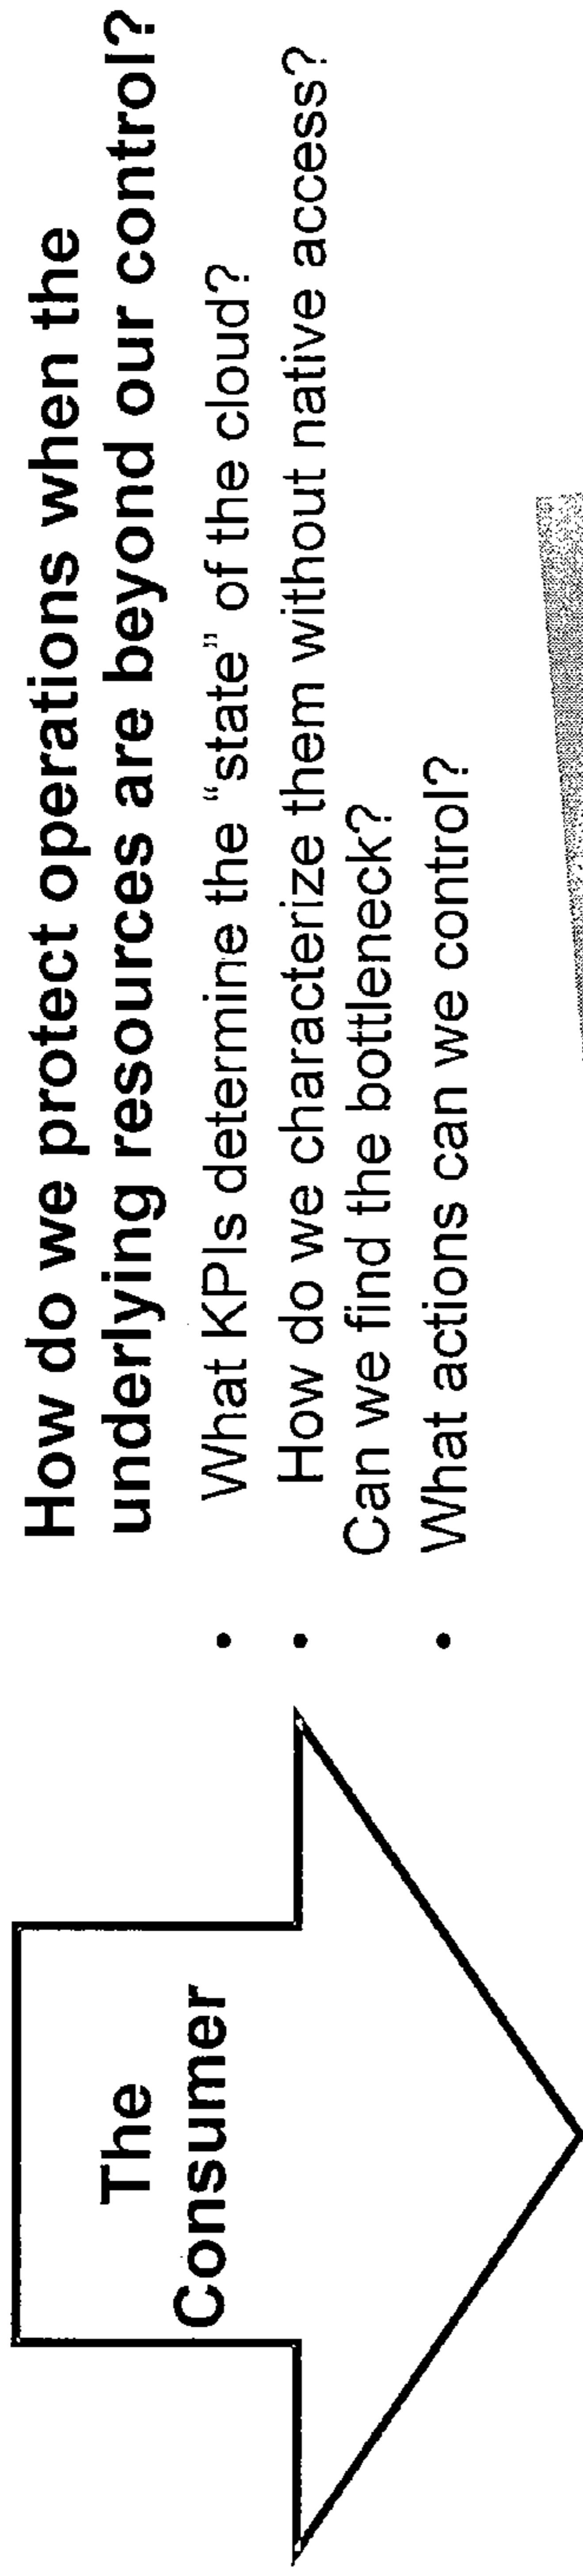 The
Consumer
How do we protect operations when the
underlying resources are beyond our control?
• What KPIs determine the “state” of the cloud?
• How do we characterize them without native access?
Can we find the bottleneck?
• What actions can we control?